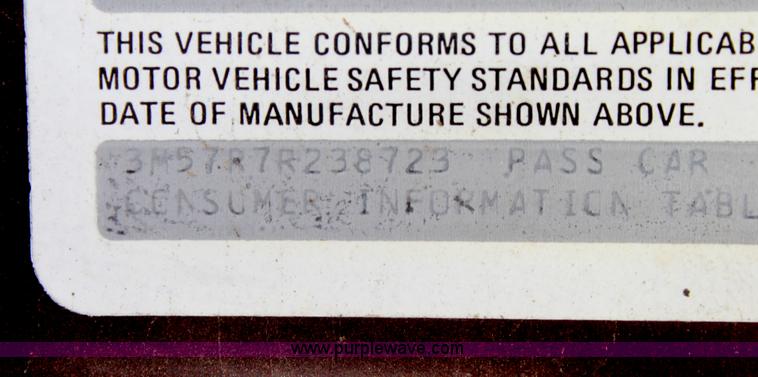 THIS VEHICLE CONFORMS TO ALL APPLICAB
MOTOR VEHICLE SAFETY STANDARDS IN EFF
DATE OF MANUFACTURE SHOWN ABOVE.
3M57R7R238723 PASS CAR
CONSUMER INFORMATION TABL
www.purplewave.com